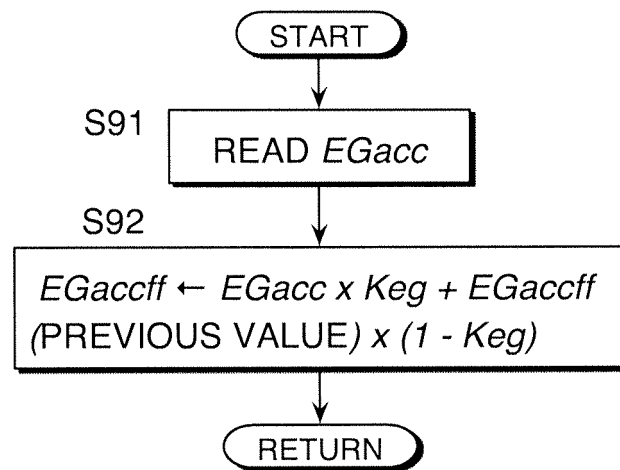 START
S91
READ EGacc
S92
EGaccff ← EGacc x Keg + EGaccff
(PREVIOUS VALUE) x (1 - Keg)
RETURN